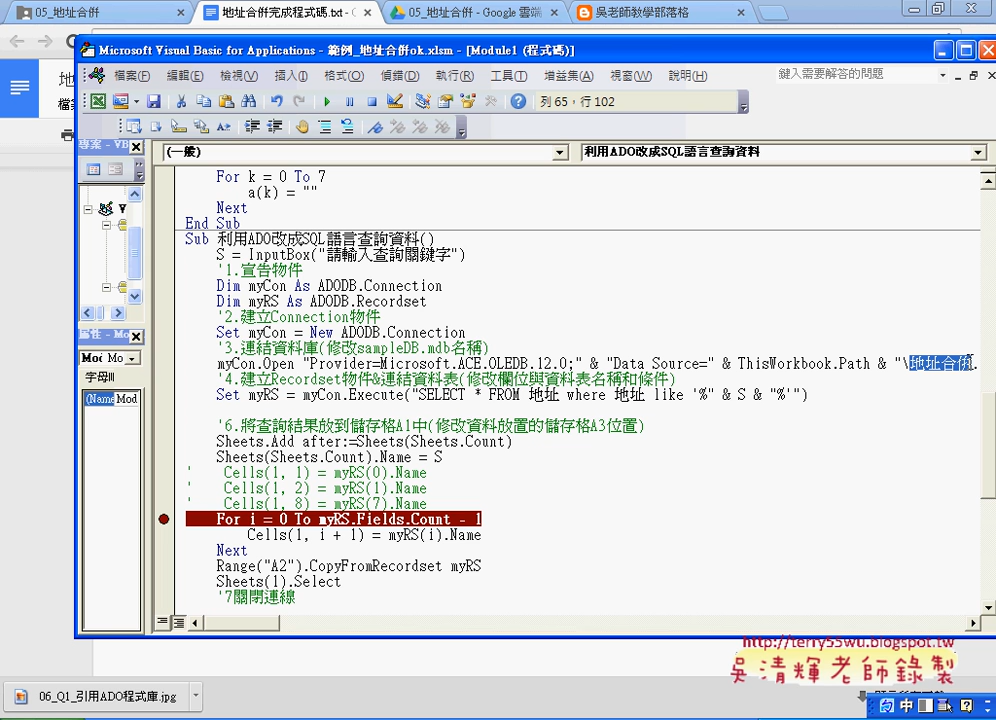 地址合併
地址合併完成程式碼.txt - G
05_地址合併 - Google 雲端
吳老師教學部落格
Microsoft Visual Basic for Applications - 範例_地址合併ok.xlsm - [Module1 (程式碼)]
檔案(F) 編輯(E) 檢視(V) 插入(I) 格式(O) 偵錯(D) 執行(R) 工具(T) 增益集(A) 視窗(W) 說明(H) 鍵入需要解答的問題
列 65，行 102
專案 - VB
(一般) 利用ADO改成SQL語言查詢資料
For k = 0 To 7
a(k) = ""
Next
End Sub
Sub 利用ADO改成SQL語言查詢資料()
S = InputBox("請輸入查詢關鍵字")
'1.宣告物件
Dim myCon As ADODB.Connection
Dim myRS As ADODB.Recordset
'2.建立Connection物件
Set myCon = New ADODB.Connection
'3.連結資料庫(修改sampleDB.mdb名稱)
myCon.Open "Provider=Microsoft.ACE.OLEDB.12.0;" & "Data Source=" & ThisWorkbook.Path & "\地址合併.
'4.建立Recordset物件&連結資料表(修改欄位與資料表名稱和條件)
Set myRS = myCon.Execute("SELECT * FROM 地址 where 地址 like '%" & S & "%'")
'6.將查詢結果放到儲存格A1中(修改資料放置的儲存格A3位置)
Sheets.Add after:=Sheets(Sheets.Count)
Sheets(Sheets.Count).Name = S
' Cells(1, 1) = myRS(0).Name
' Cells(1, 2) = myRS(1).Name
' Cells(1, 8) = myRS(7).Name
For i = 0 To myRS.Fields.Count - 1
Cells(1, i + 1) = myRS(i).Name
Next
Range("A2").CopyFromRecordset myRS
Sheets(1).Select
'7關閉連線
屬性 - Mo
Mod Mo
字母順
(Name Mod
http://terry55wu.blogspot.tw
吳清輝老師錄製
06_Q1_引用ADO程式庫.jpg
中